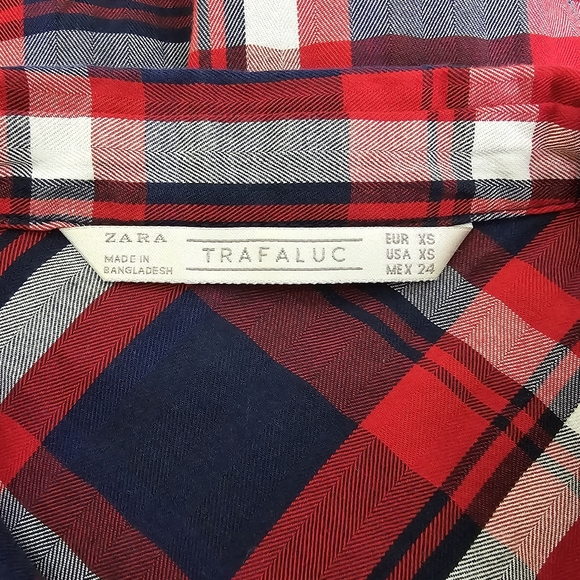 ZARA
MADE IN
BANGLADESH
TRAFALUC
EUR XS
USA XS
MEX 24